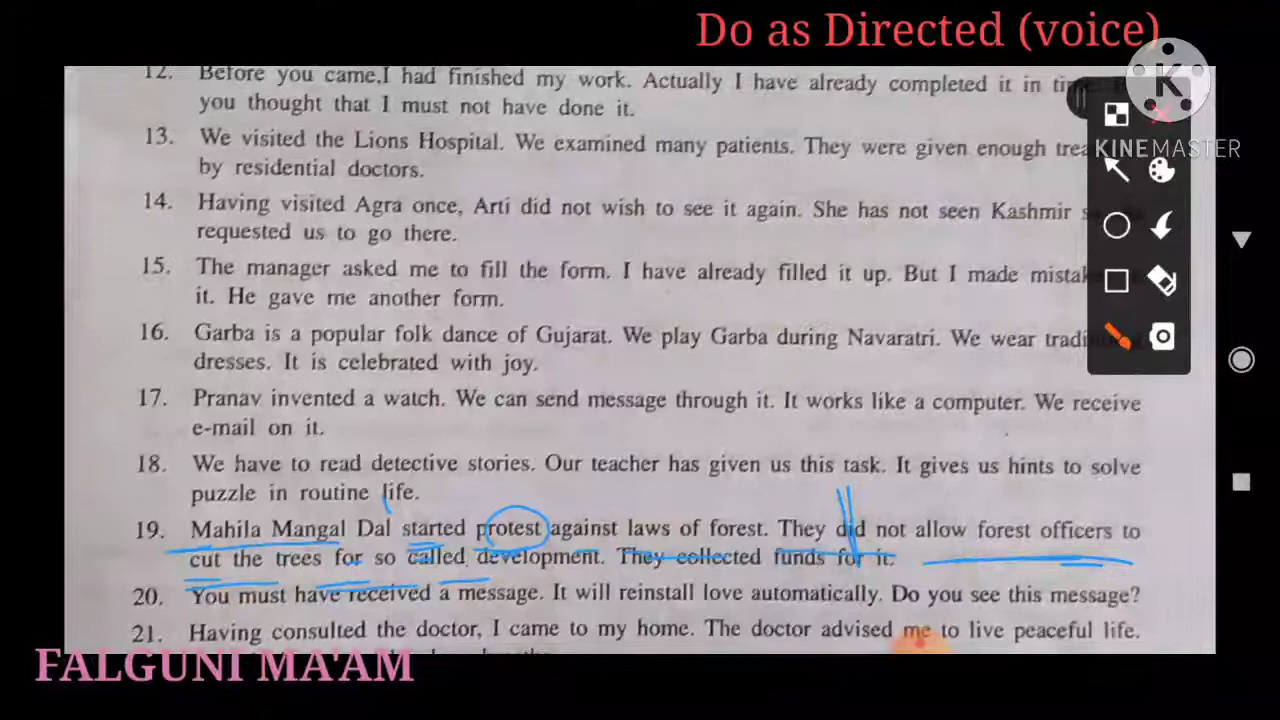 Do as Directed (voice)
12. Before you came,I had finished my work. Actually I have already completed it in
you thought that I must not have done it.
13. We visited the Lions Hospital. We examined many patients. They were given enough
by residential doctors.
14. Having visited Agra once, Arti did not wish to see it again. She has not seen Kashmir
requested us to go there.
15. The manager asked me to fill the form. I have already filled it up. But I made
it. He gave me another form.
16. Garba is a popular folk dance of Gujarat. We play Garba during Navaratri. We wear
dresses. It is celebrated with joy.
17. Pranav invented a watch. We can send message through it. It works like a computer. We receive
e-mail on it.
18. We have to read detective stories. Our teacher has given us this task. It gives us hints to solve
puzzle in routine life.
19. Mahila Mangal Dal started protest against laws of forest. They did not allow forest officers to
cut the trees for so called development. They collected funds for it.
20. You must have received a message. It will reinstall love automatically. Do you see this message?
21. Having consulted the doctor, I came to my home. The doctor advised me to live peaceful life.
FALGUNI MA'AM
K
KINEMASTER